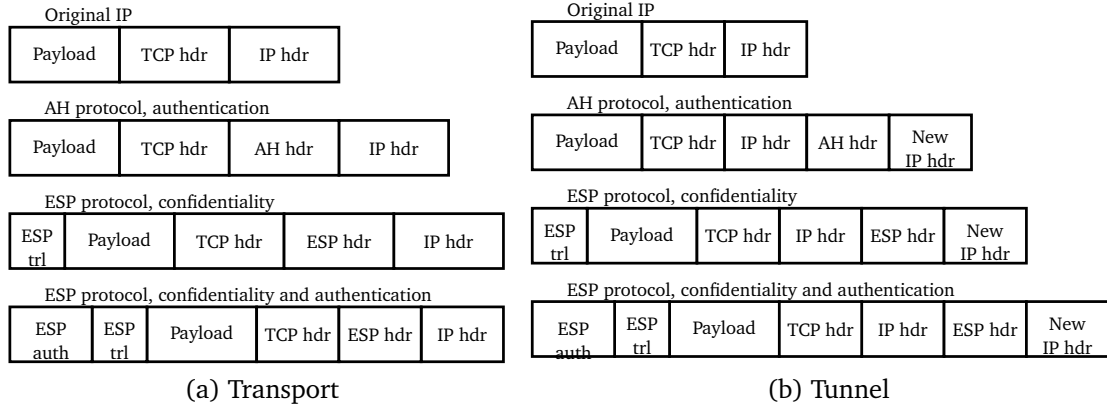 Original IP
Payload TCP hdr IP hdr
AH protocol, authentication
Payload TCP hdr AH hdr IP hdr
ESP protocol, confidentiality
ESP trl Payload TCP hdr ESP hdr IP hdr
ESP protocol, confidentiality and authentication
ESP auth ESP trl Payload TCP hdr ESP hdr IP hdr
(a) Transport
Original IP
Payload TCP hdr IP hdr
AH protocol, authentication
Payload TCP hdr IP hdr AH hdr New IP hdr
ESP protocol, confidentiality
ESP trl Payload TCP hdr IP hdr ESP hdr New IP hdr
ESP protocol, confidentiality and authentication
ESP auth ESP trl Payload TCP hdr IP hdr ESP hdr New IP hdr
(b) Tunnel